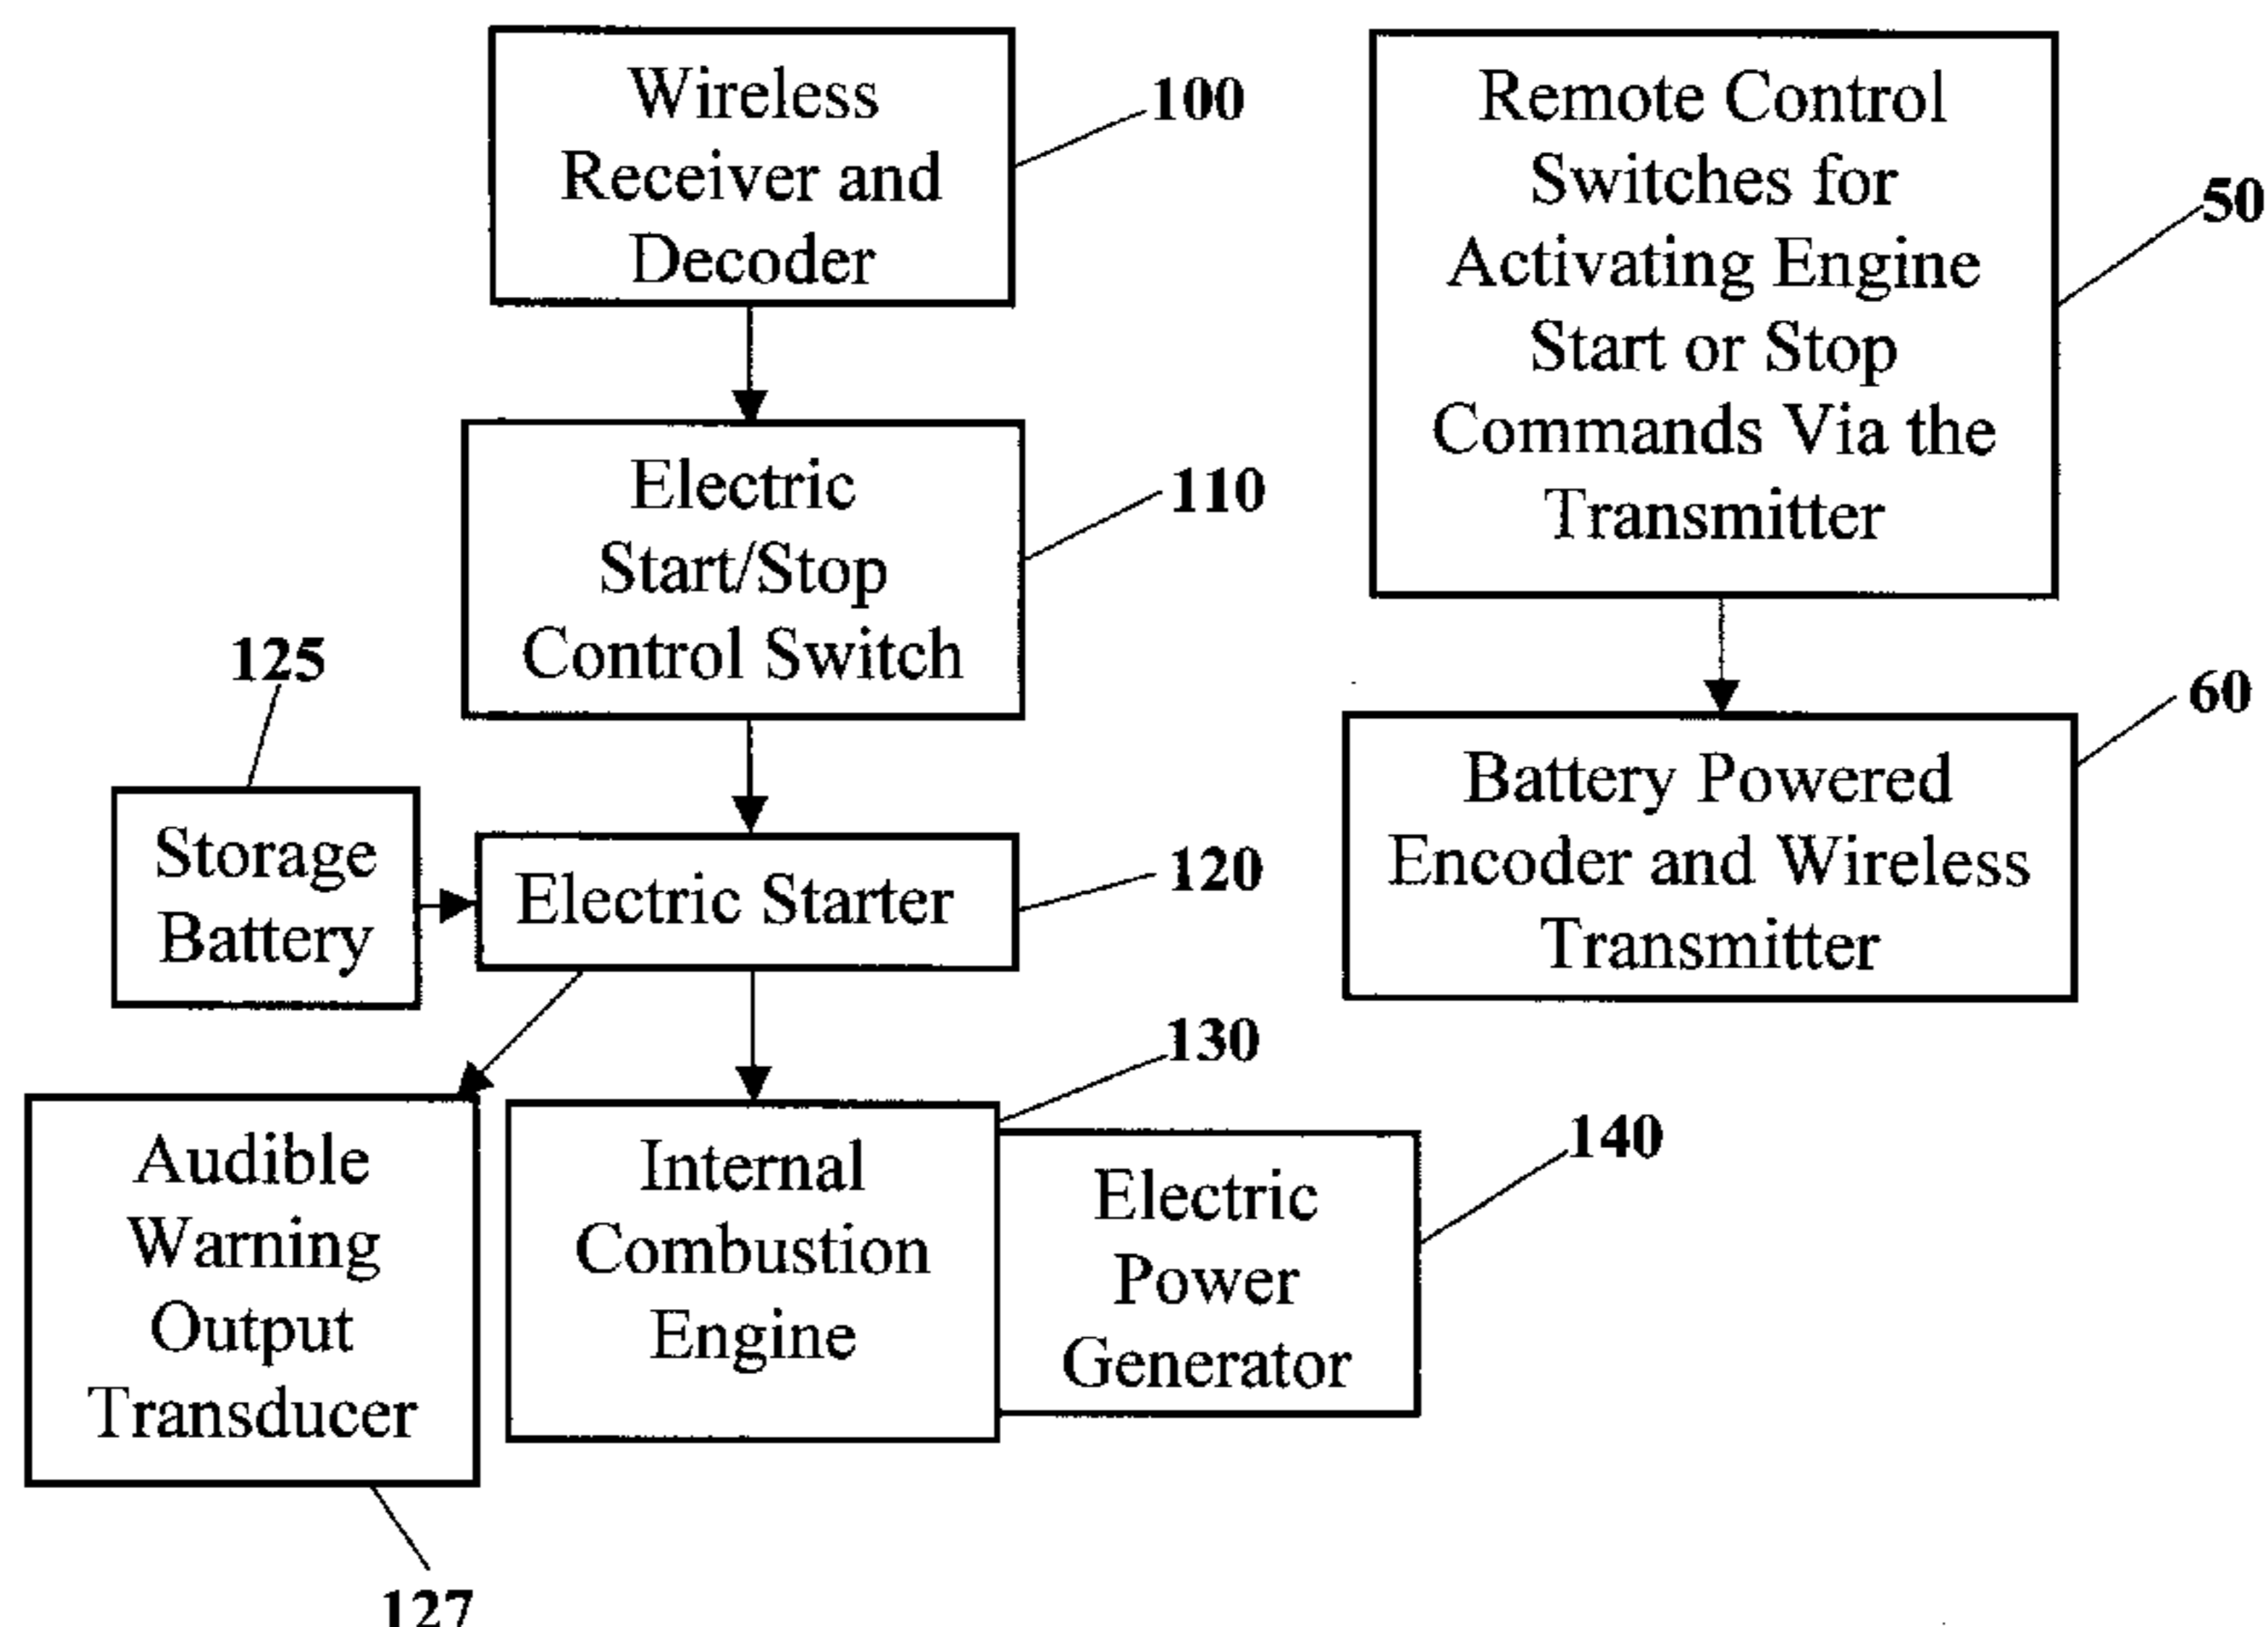 Wireless
Receiver and
Decoder
100
Remote Control
Switches for
Activating Engine
Start or Stop
Commands Via the
Transmitter
50
Electric
Start/Stop
Control Switch
110
125
60
Storage
Battery
Electric Starter
120
Battery Powered
Encoder and Wireless
Transmitter
130
140
Audible
Warning
Output
Transducer
Internal
Combustion
Engine
Electric
Power
Generator
127